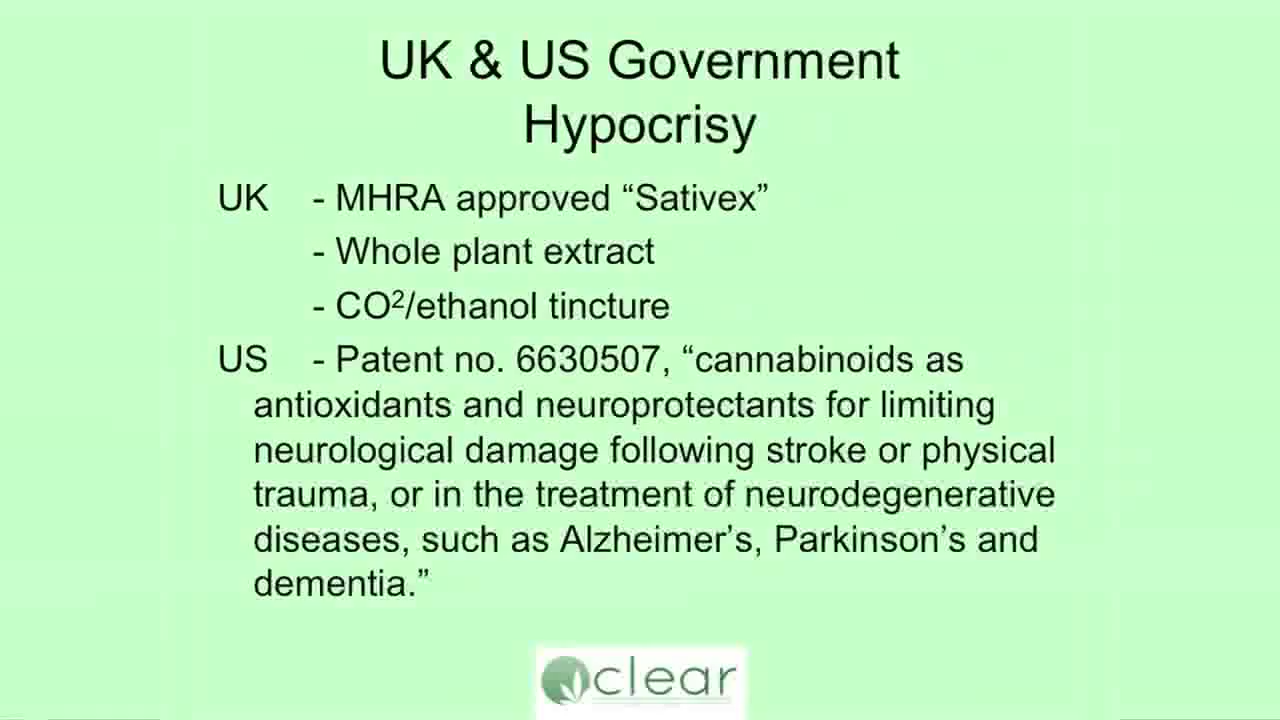 UK & US Government
Hypocrisy
UK - MHRA approved “Sativex”
- Whole plant extract
- CO²/ethanol tincture
US - Patent no. 6630507, “cannabinoids as
antioxidants and neuroprotectants for limiting
neurological damage following stroke or physical
trauma, or in the treatment of neurodegenerative
diseases, such as Alzheimer’s, Parkinson’s and
dementia.”
clear